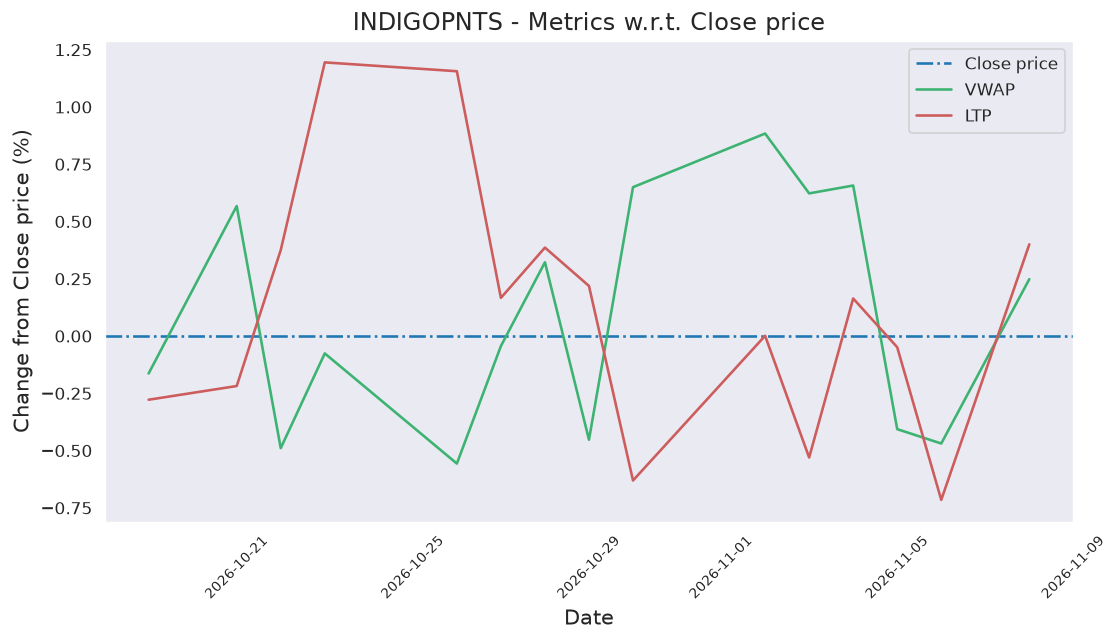 INDIGOPNTS - Metrics w.r.t. Close price
Close price
VWAP
LTP
Change from Close price (%)
1.25
1.00
0.75
0.50
0.25
0.00
−0.25
−0.50
−0.75
2026-10-21
2026-10-25
2026-10-29
2026-11-01
2026-11-05
2026-11-09
Date